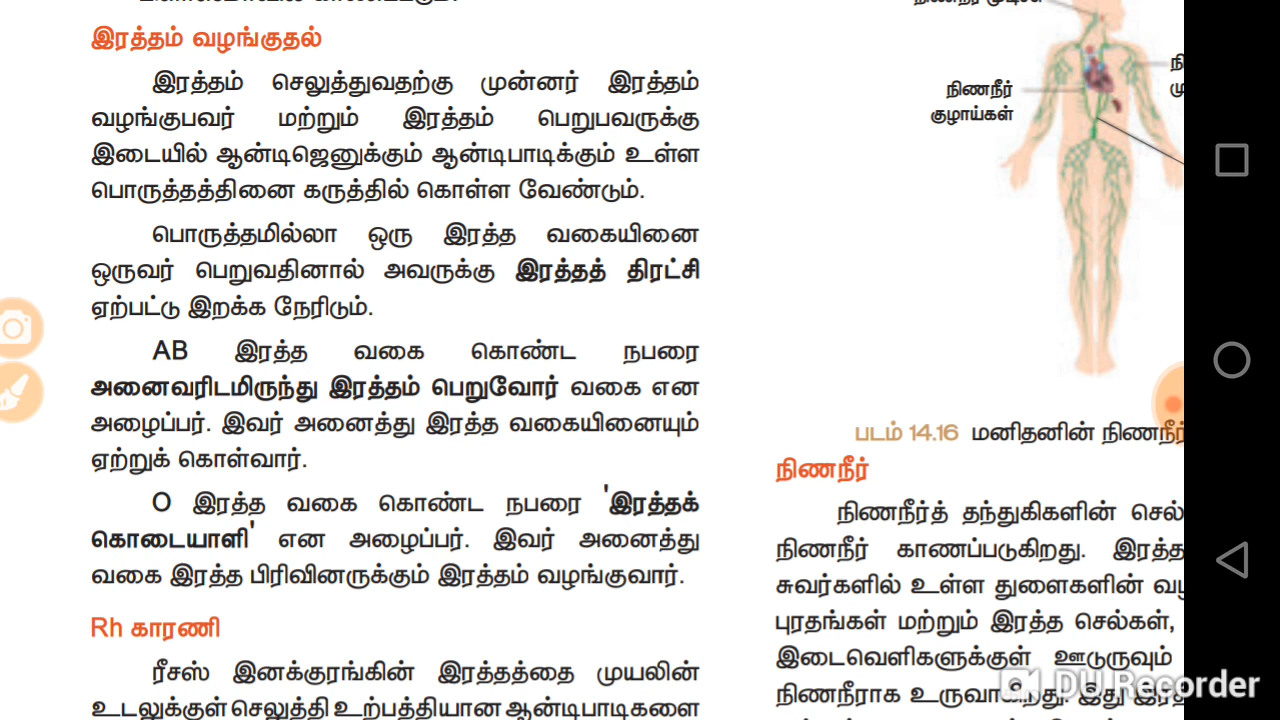 இரத்தம் வழங்குதல்
இரத்தம் செலுத்துவதற்கு முன்னர் இரத்தம்
வழங்குபவர் மற்றும் இரத்தம் பெறுபவருக்கு
இடையில் ஆன்டிஜெனுக்கும் ஆன்டிபாடிக்கும் உள்ள
பொருத்தத்தினை கருத்தில் கொள்ள வேண்டும்.
பொருத்தமில்லா ஒரு இரத்த வகையினை
ஒருவர் பெறுவதினால் அவருக்கு இரத்தத் திரட்சி
ஏற்பட்டு இறக்க நேரிடும்.
AB இரத்த வகை கொண்ட நபரை
அனைவரிடமிருந்து இரத்தம் பெறுவோர் வகை என
அழைப்பர். இவர் அனைத்து இரத்த வகையினையும்
ஏற்றுக் கொள்வார்.
O இரத்த வகை கொண்ட நபரை 'இரத்தக்
கொடையாளி' என அழைப்பர். இவர் அனைத்து
வகை இரத்த பிரிவினருக்கும் இரத்தம் வழங்குவார்.
Rh காரணி
ரீசஸ் இனக்குரங்கின் இரத்தத்தை முயலின்
உடலுக்குள் செலுத்தி உற்பத்தியான ஆன்டிபாடிகளை
நிணநீர்
குழாய்கள்
படம் 14.16 மனிதனின் நிணநீர்
நிணநீர்
நிணநீர்த் தந்துகிகளின் செல்
நிணநீர் காணப்படுகிறது. இரத்த
சுவர்களில் உள்ள துளைகளின்
புரதங்கள் மற்றும் இரத்த செல்கள்,
இடைவெளிகளுக்குள் ஊடுருவும்
நிணநீராக உருவாகிறது. இது
DU Recorder